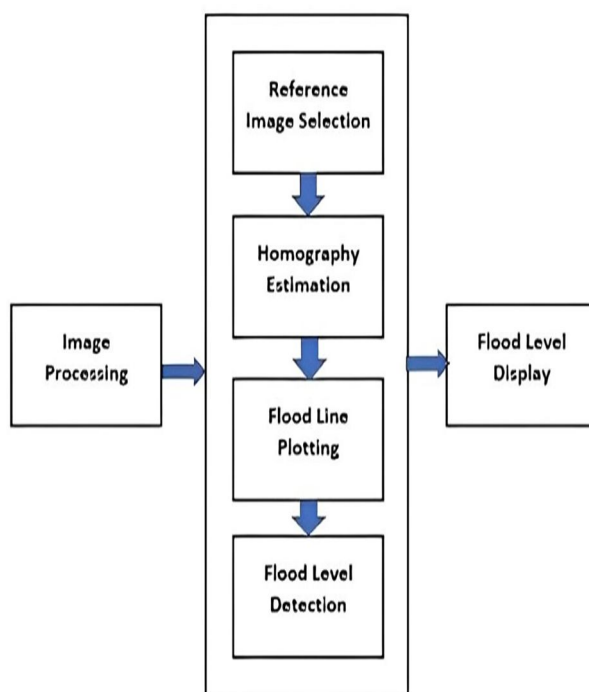 Reference
Image Selection
Homography
Estimation
Image
Processing
Flood Level
Display
Flood Line
Plotting
Flood Level
Detection